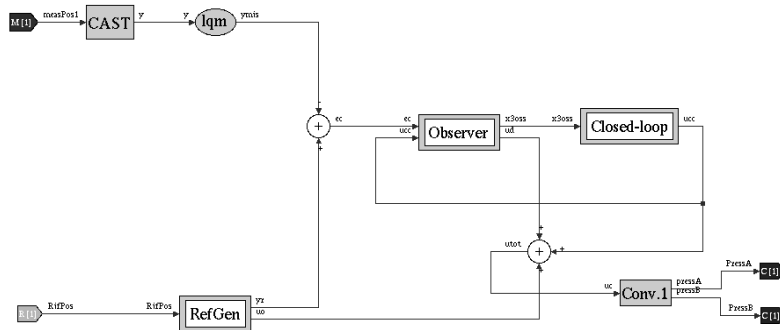 M [1] measPos1 CAST y y lqm ymis
-
+ ec ec ucc Observer x3oss ud x3oss Closed-loop ucc
+
+
utot + +
+
R [1] RifPos RifPos RefGen yr uo
uc Conv.1 pressA pressB
PressA C [1]
PressB C [1]